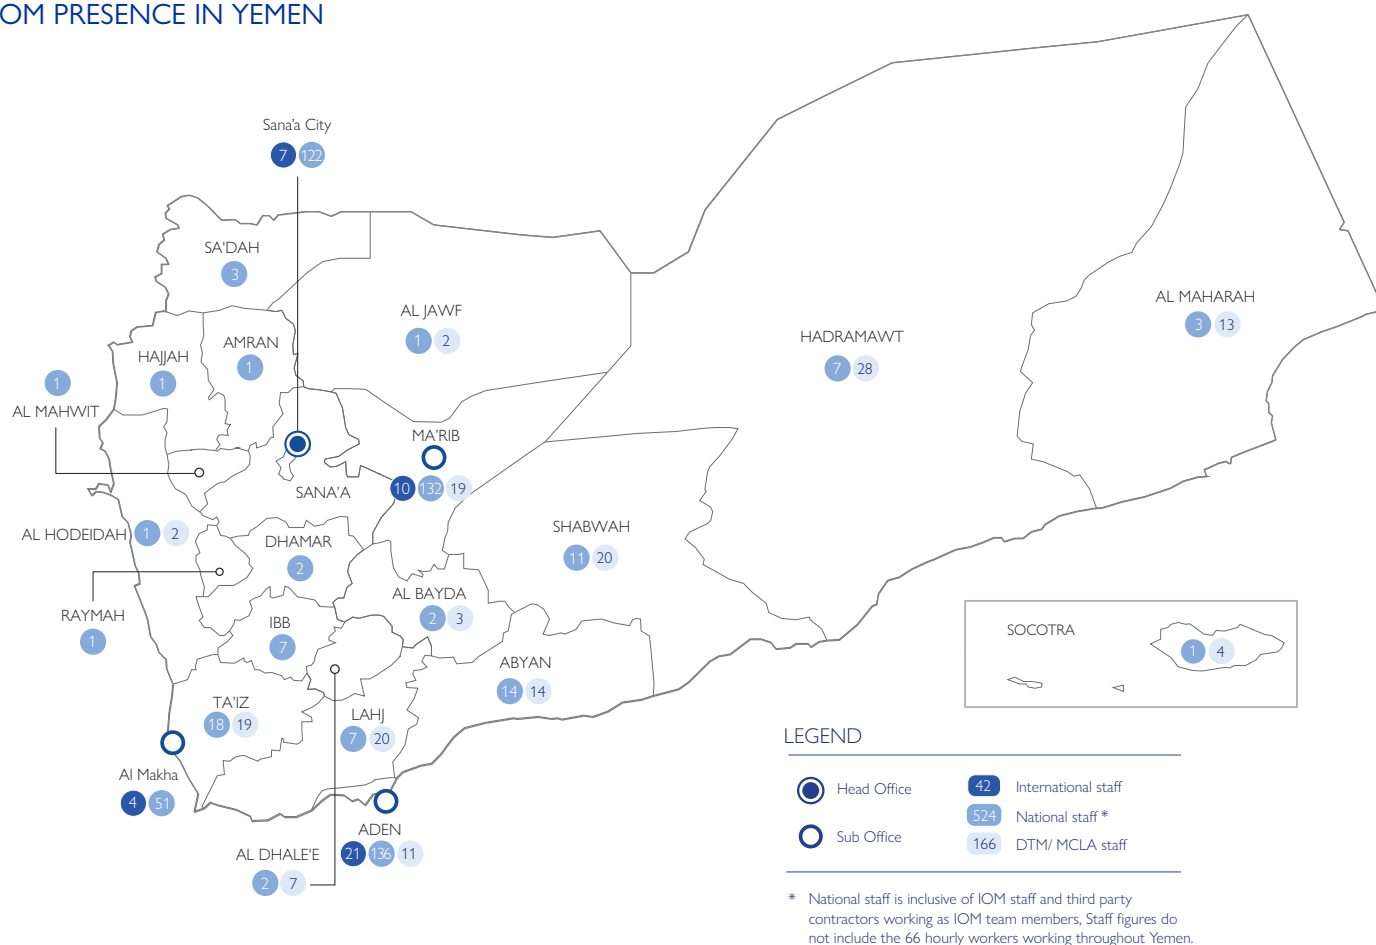 OM PRESENCE IN YEMEN
Sana'a City
7 122
SA'DAH
3
AL JAWF
1 2
AL MAHARAH
3 13
HADRAMAWT
7 28
AMRAN
1
HAJJAH
1
1
AL MAHWIT
MA'RIB
10 132 19
SANA'A
SHABWAH
11 20
AL HODEIDAH 1 2
DHAMAR
2
AL BAYDA
2 3
RAYMAH
1
IBB
7
SOCOTRA
1 4
ABYAN
14 14
TA'IZ
18 19
LAHJ
7 20
Al Makha
4 51
ADEN
21 136 11
AL DHALE'E
2 7
LEGEND
Head Office
Sub Office
42 International staff
524 National staff *
166 DTM/ MCLA staff
* National staff is inclusive of IOM staff and third party
contractors working as IOM team members, Staff figures do
not include the 66 hourly workers working throughout Yemen.